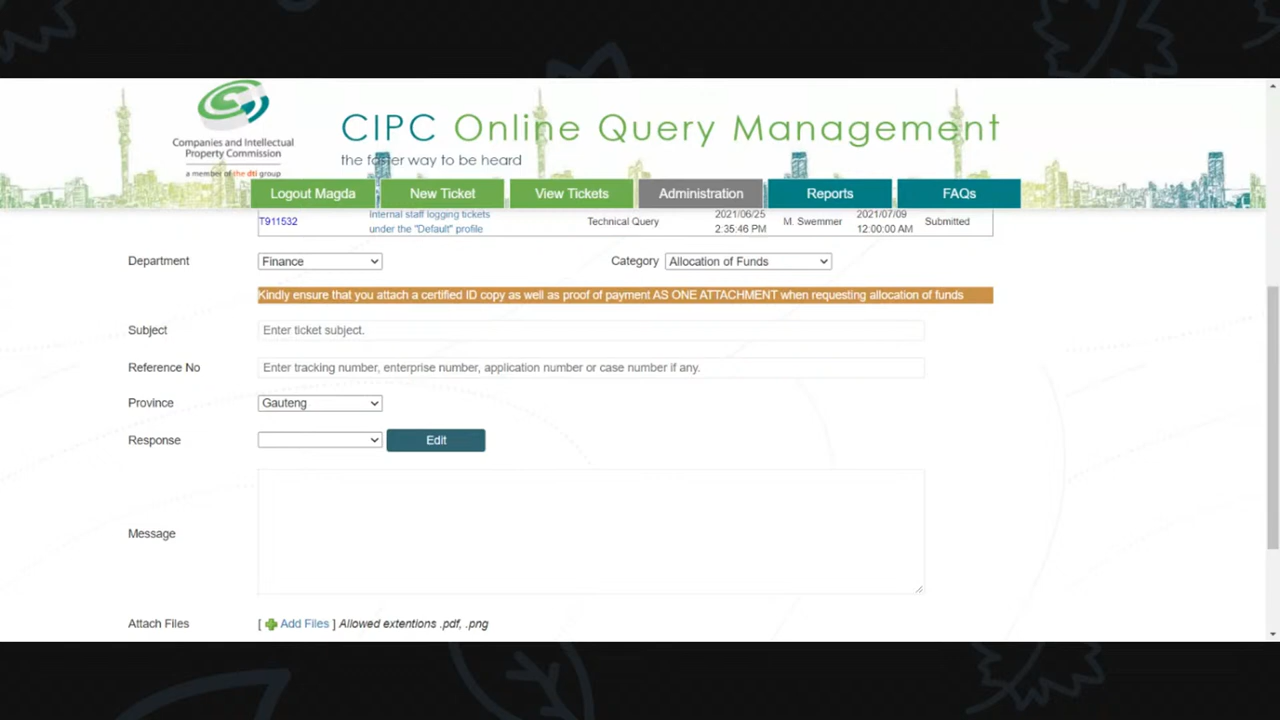 Companies and Intellectual
Property Commission
a member of the dti group
CIPC Online Query Management
the faster way to be heard
Logout Magda New Ticket View Tickets Administration Reports FAQs
T911532 Internal staff logging tickets under the "Default" profile Technical Query 2021/06/25 2:35:46 PM M. Swemmer 2021/07/09 12:00:00 AM Submitted
Department Finance Category Allocation of Funds
Kindly ensure that you attach a certified ID copy as well as proof of payment AS ONE ATTACHMENT when requesting allocation of funds
Subject Enter ticket subject.
Reference No Enter tracking number, enterprise number, application number or case number if any.
Province Gauteng
Response Edit
Message
Attach Files [ Add Files ] Allowed extentions .pdf, .png